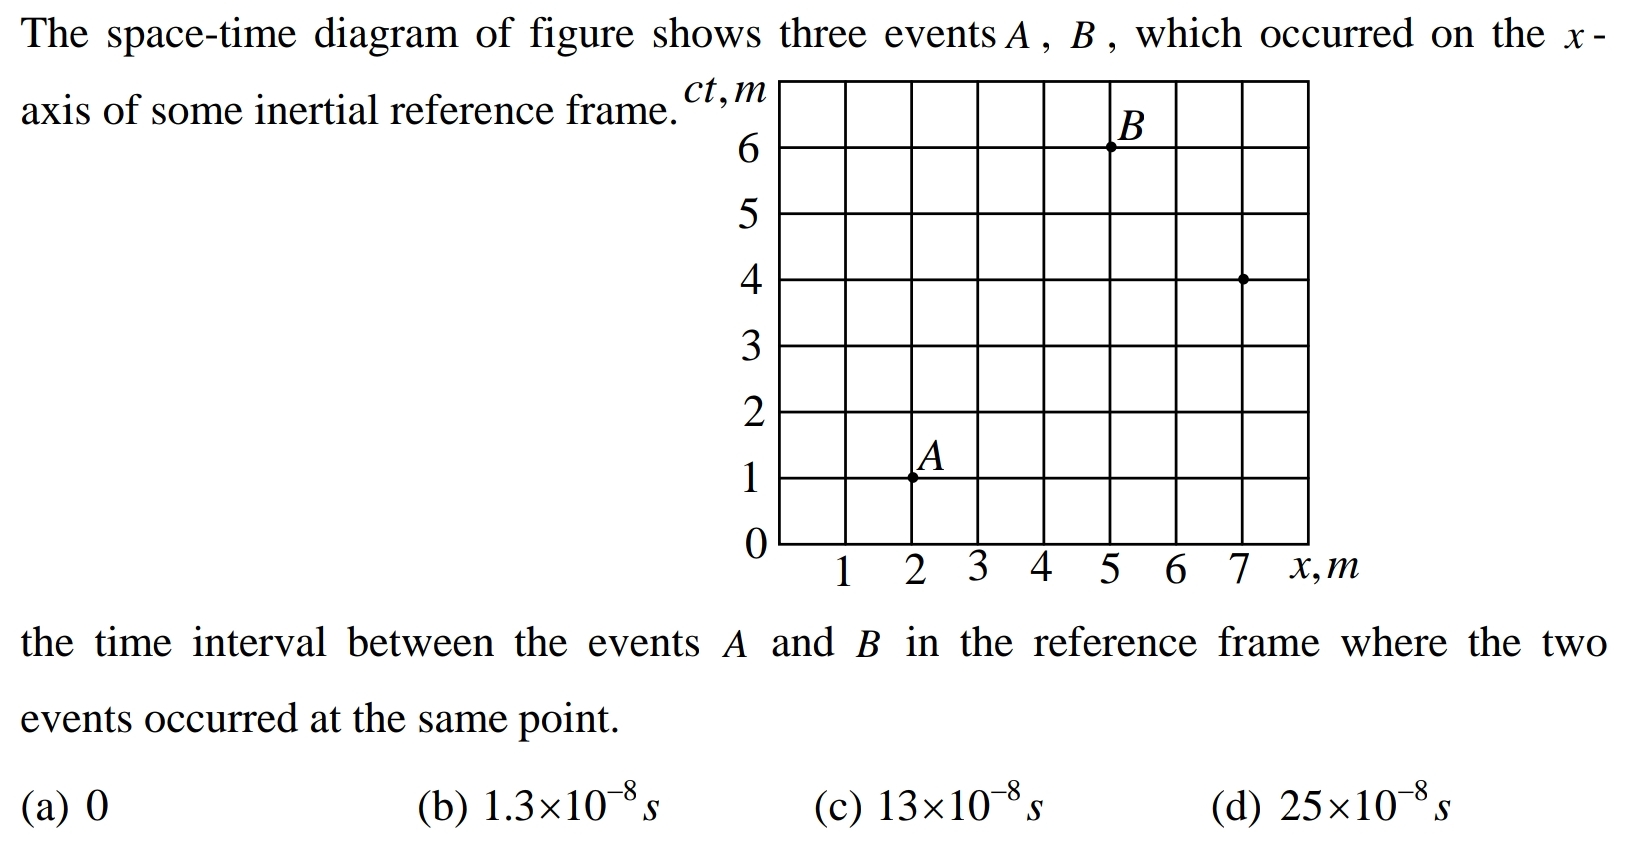 The space-time diagram of figure shows three events A , B , which occurred on the x -
axis of some inertial reference frame.
ct, m
B
6
5
4
3
2
A
1
0
1 2 3 4 5 6 7 x, m
the time interval between the events A and B in the reference frame where the two
events occurred at the same point.
(a) 0 (b) 1.3×10⁻⁸ s (c) 13×10⁻⁸ s (d) 25×10⁻⁸ s